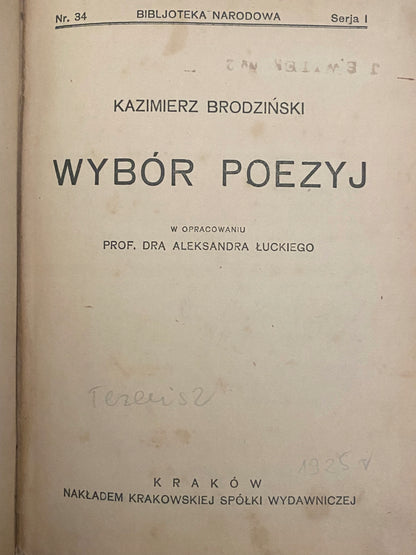 Nr. 34 BIBLJOTEKA NARODOWA Serja I
KAZIMIERZ BRODZIŃSKI
WYBÓR POEZYJ
W OPRACOWANIU
PROF. DRA ALEKSANDRA ŁUCKIEGO
1925 r
KRAKÓW
NAKŁADEM KRAKOWSKIEJ SPÓŁKI WYDAWNICZEJ